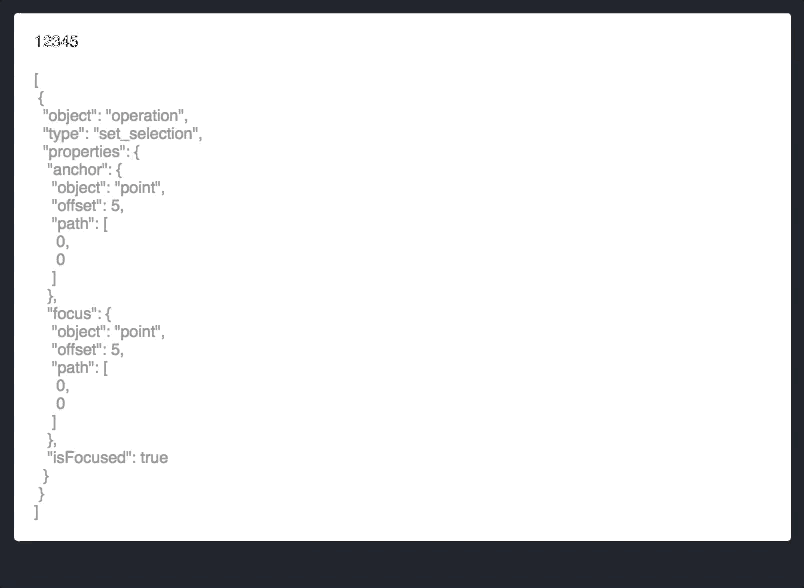 12345
[
{
"object": "operation",
"type": "set_selection",
"properties": {
"anchor": {
"object": "point",
"offset": 5,
"path": [
0,
0
]
},
"focus": {
"object": "point",
"offset": 5,
"path": [
0,
0
]
},
"isFocused": true
}
}
]